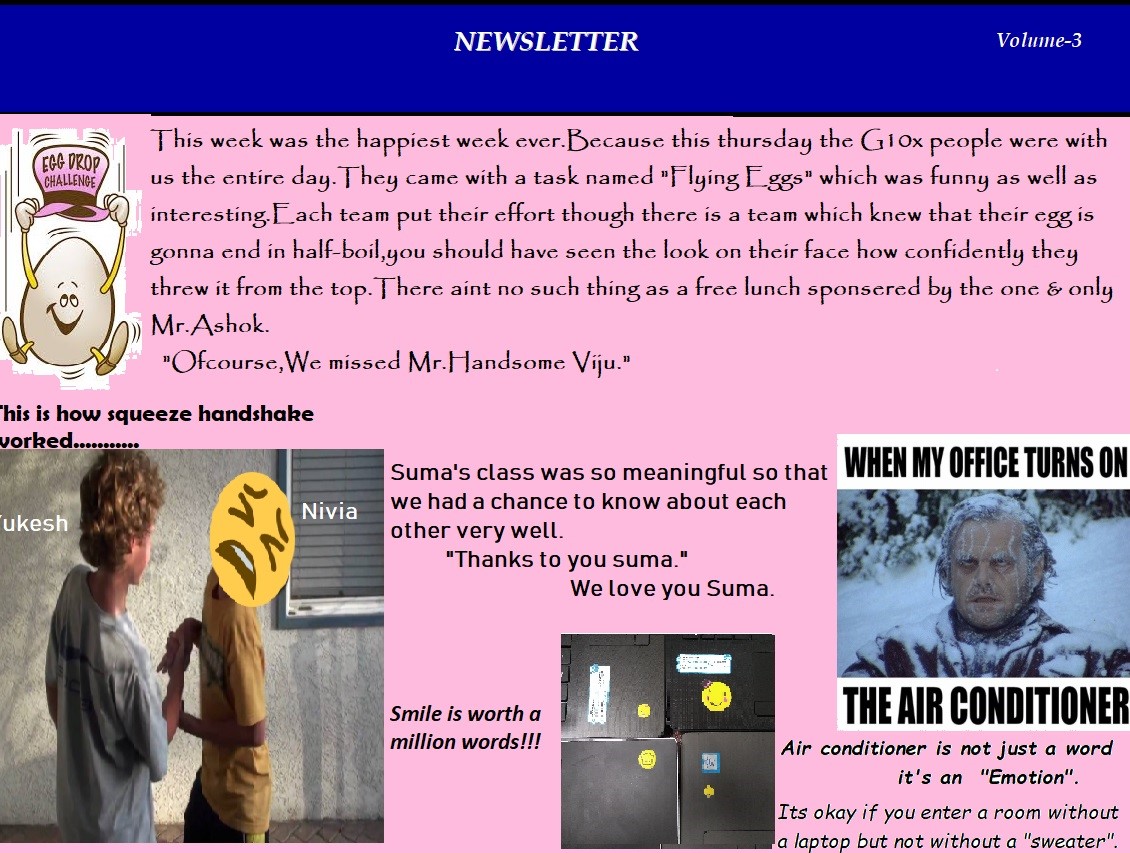 NEWSLETTER
Volume-3
EGG DROP
CHALLENGE
This week was the happiest week ever.Because this thursday the G10x people were with
us the entire day.They came with a task named "Flying Eggs" which was funny as well as
interesting.Each team put their effort though there is a team which knew that their egg is
gonna end in half-boil,you should have seen the look on their face how confidently they
threw it from the top.There aint no such thing as a free lunch sponsered by the one & only
Mr.Ashok.
"Ofcourse,We missed Mr.Handsome Viju."
This is how squeeze handshake
worked...........
Yukesh
Nivia
Suma's class was so meaningful so that
we had a chance to know about each
other very well.
"Thanks to you suma."
We love you Suma.
WHEN MY OFFICE TURNS ON
THE AIR CONDITIONER
Smile is worth a
million words!!!
Air conditioner is not just a word
it's an "Emotion".
Its okay if you enter a room without
a laptop but not without a "sweater".